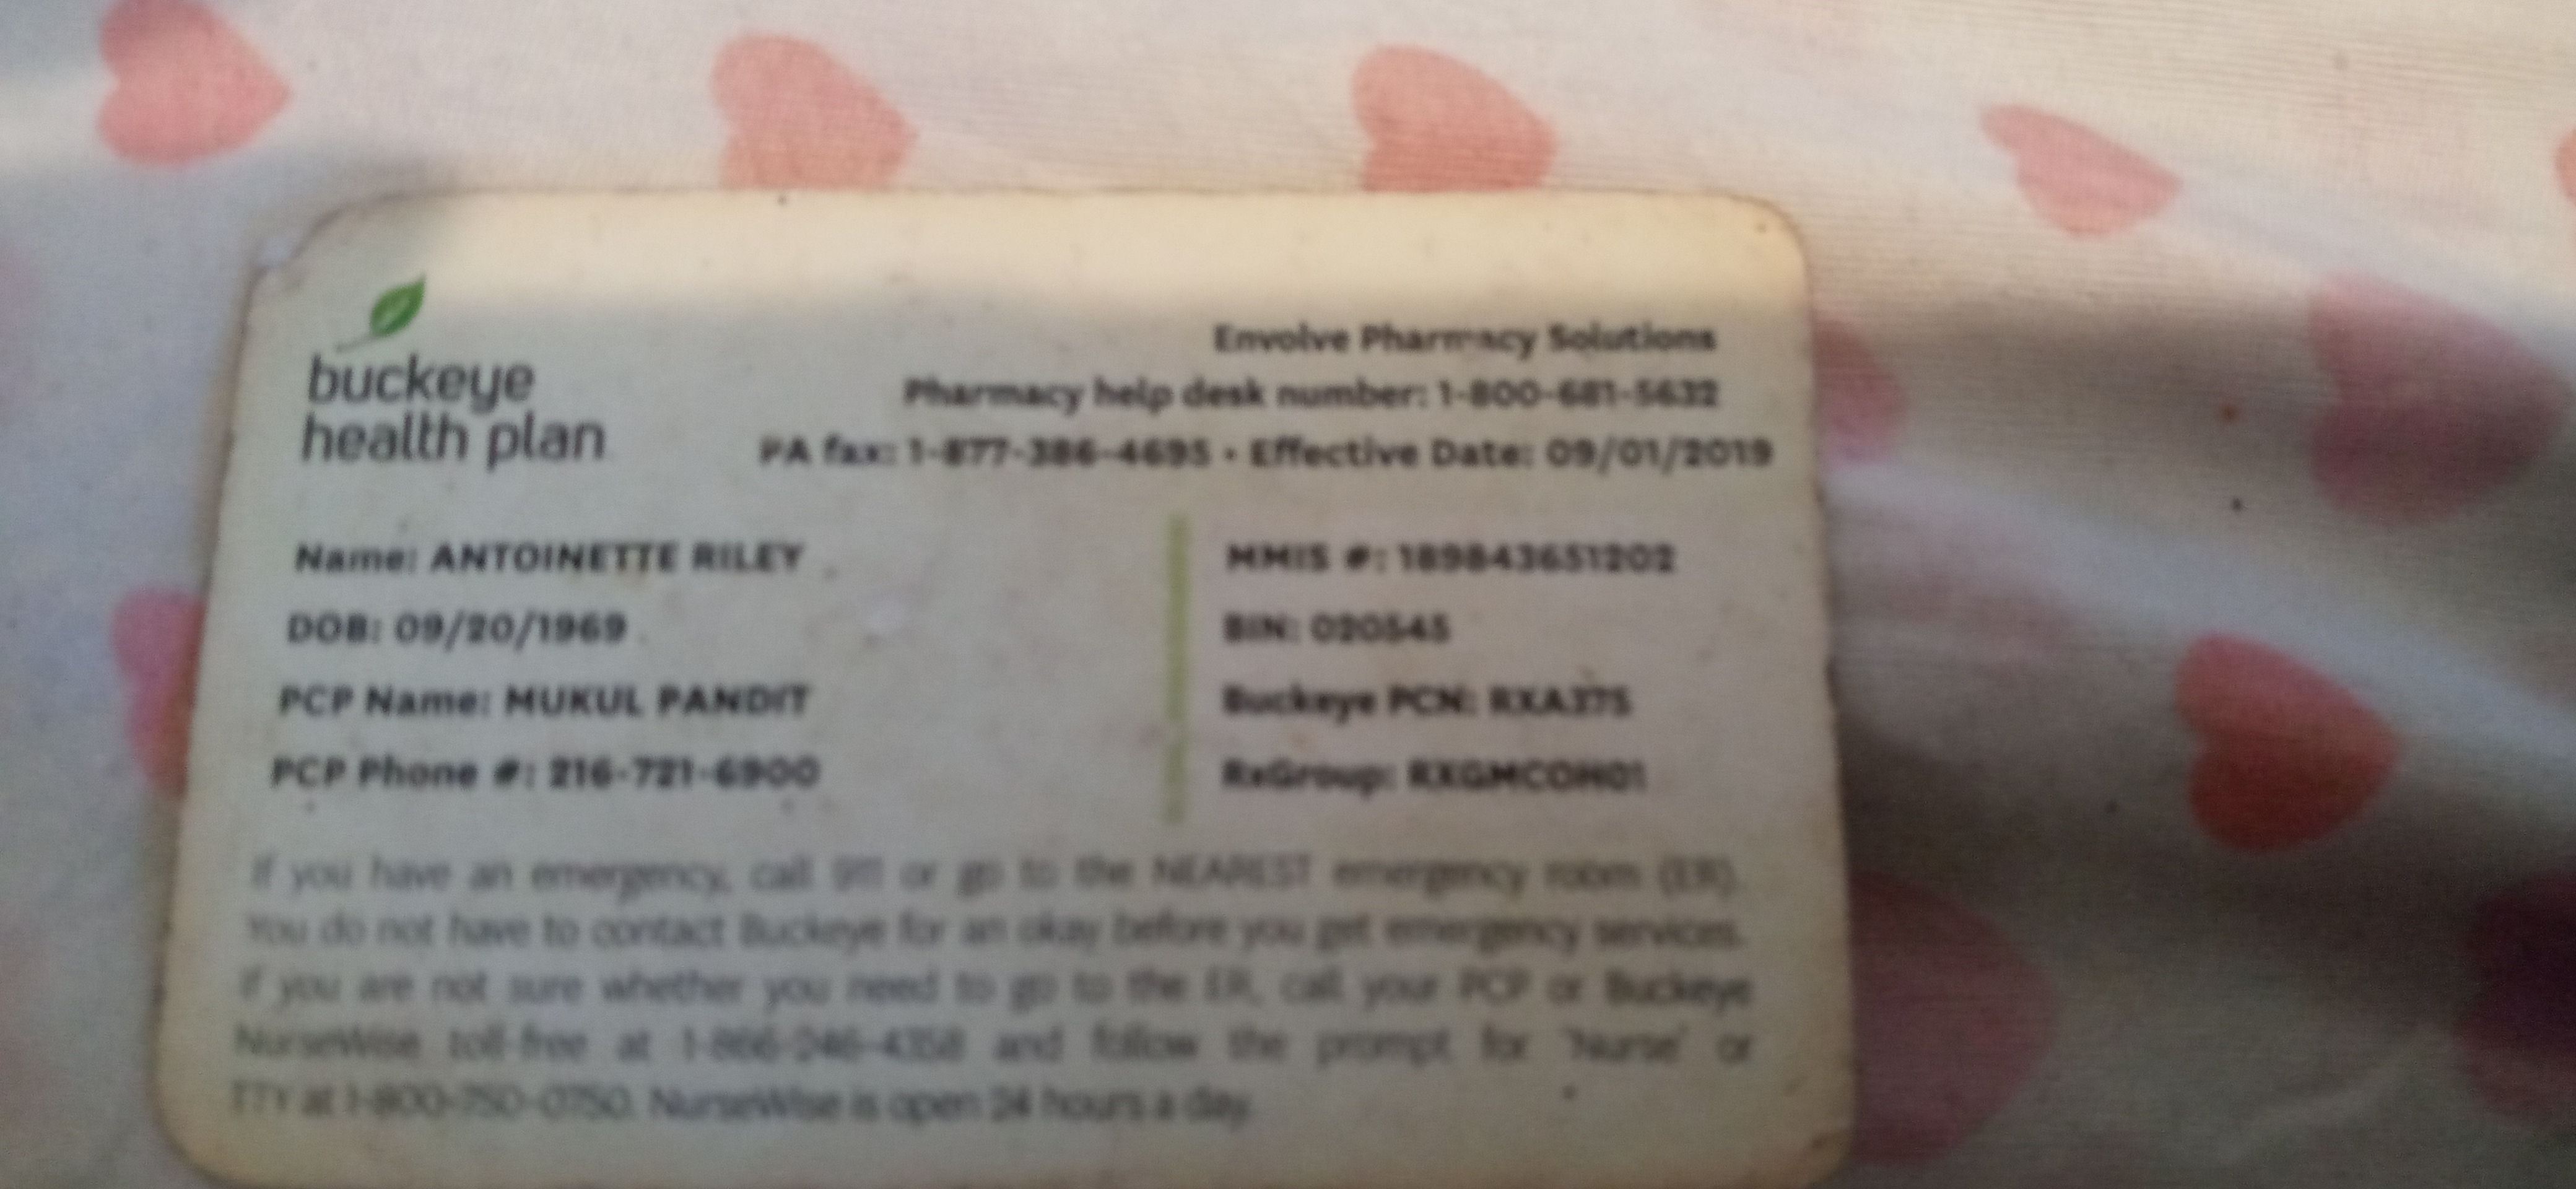 buckeye
health plan
Envolve Pharmacy Solutions
Pharmacy help desk number: 1-800-681-5632
PA fax: 1-877-386-4695 • Effective Date: 09/01/2019
Name: ANTOINETTE RILEY
DOB: 09/20/1969
PCP Name: MUKUL PANDIT
PCP Phone #: 216-721-6900
MMIS #: 189843651202
BIN: 020545
Buckeye PCN: RXA375
RxGroup: RXGMCOH01
If you have an emergency, call 911 or go to the NEAREST emergency room (ER).
You do not have to contact Buckeye for an okay before you get emergency services.
If you are not sure whether you need to go to the ER, call your PCP or Buckeye
NurseWise toll-free at 1-866-246-4358 and follow the prompt for 'Nurse' or
TTY at 1-800-750-0750. NurseWise is open 24 hours a day.